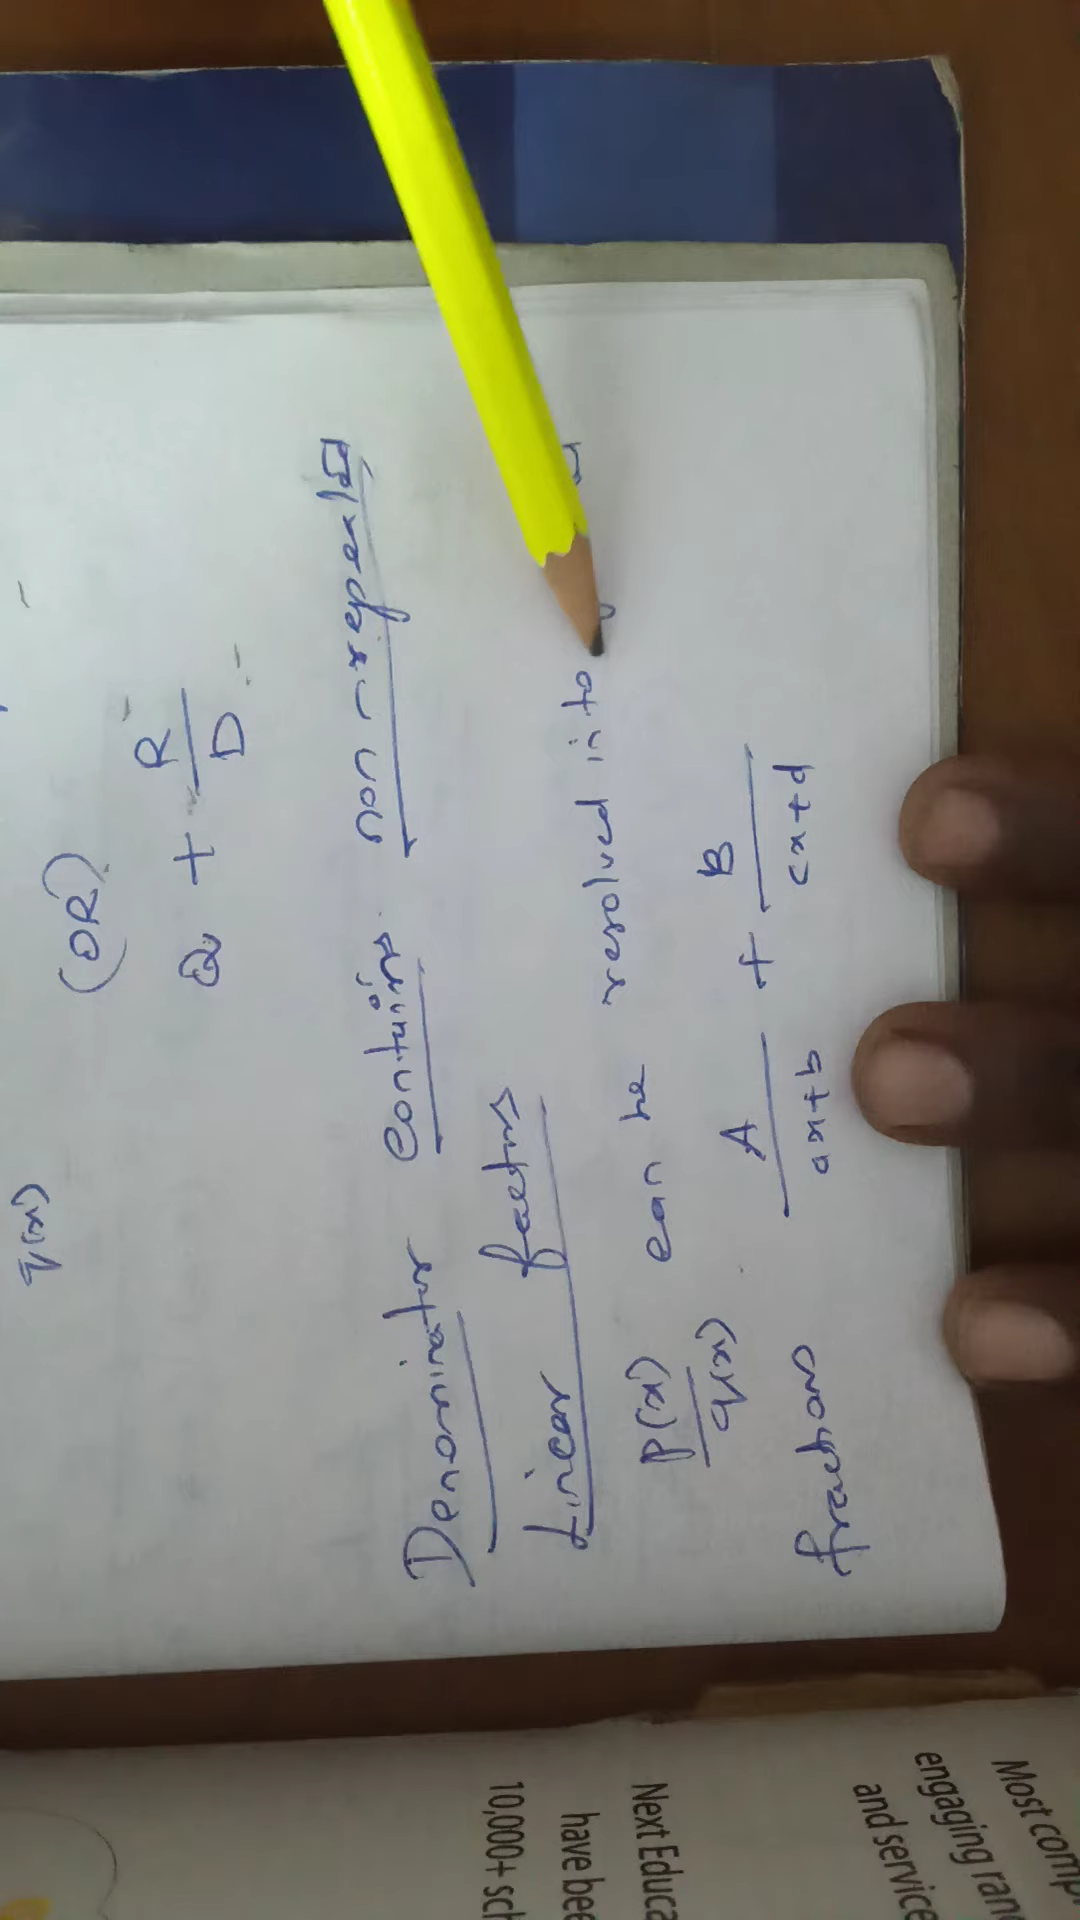 q(x)
(OR)
Q + R/D
Denominator contains non repeated
Linear factors
p(x)/q(x) can be resolved into
fractions A/ax+b + B/cx+d
Most comp
engaging ran
and service
Next Educa
have bee
10,000+ sch